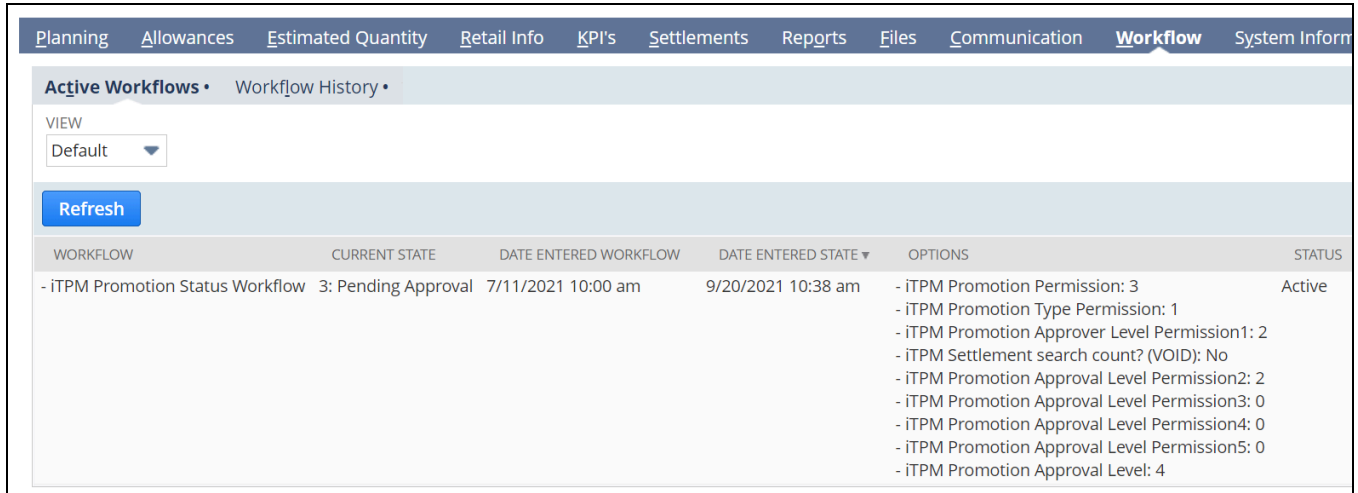 Planning Allowances Estimated Quantity Retail Info KPI's Settlements Reports Files Communication Workflow System Inform
Active Workflows • Workflow History •
VIEW
Default
Refresh
WORKFLOW CURRENT STATE DATE ENTERED WORKFLOW DATE ENTERED STATE ▼ OPTIONS STATUS
- iTPM Promotion Status Workflow 3: Pending Approval 7/11/2021 10:00 am 9/20/2021 10:38 am - iTPM Promotion Permission: 3 Active
- iTPM Promotion Type Permission: 1
- iTPM Promotion Approver Level Permission1: 2
- iTPM Settlement search count? (VOID): No
- iTPM Promotion Approval Level Permission2: 2
- iTPM Promotion Approval Level Permission3: 0
- iTPM Promotion Approval Level Permission4: 0
- iTPM Promotion Approval Level Permission5: 0
- iTPM Promotion Approval Level: 4